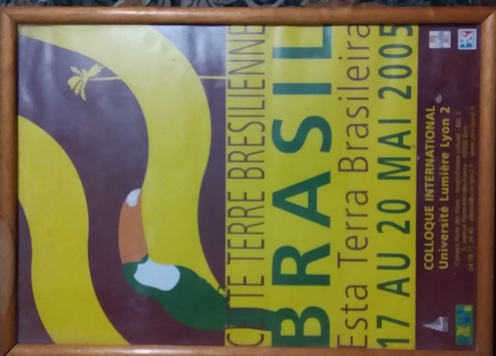 CETTE TERRE BRESILIENNE
BRASIL
Esta Terra Brasileira
17 AU 20 MAI 2005
COLLOQUE INTERNATIONAL
Université Lumière Lyon 2